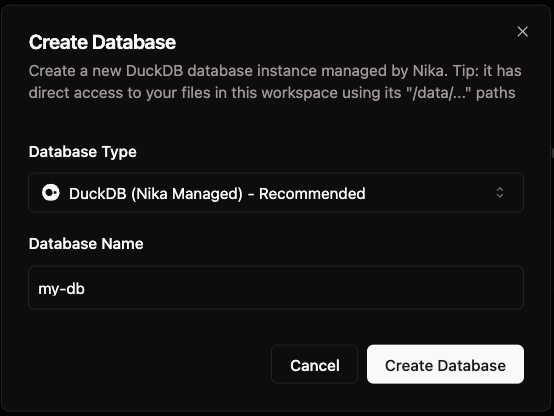 Create Database
Create a new DuckDB database instance managed by Nika. Tip: it has
direct access to your files in this workspace using its "/data/..." paths
Database Type
DuckDB (Nika Managed) - Recommended
Database Name
my-db
Cancel
Create Database